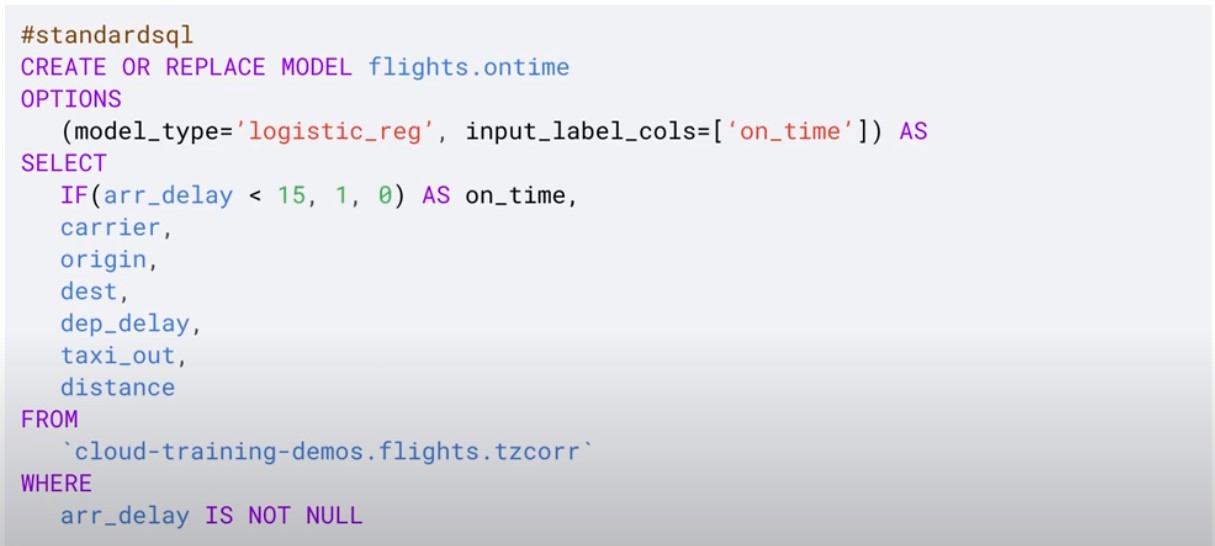 #standardsql
CREATE OR REPLACE MODEL flights.ontime
OPTIONS
(model_type=’logistic_reg’, input_label_cols=[‘on_time’]) AS
SELECT
IF(arr_delay < 15, 1, 0) AS on_time,
carrier,
origin,
dest,
dep_delay,
taxi_out,
distance
FROM
`cloud-training-demos.flights.tzcorr`
WHERE
arr_delay IS NOT NULL